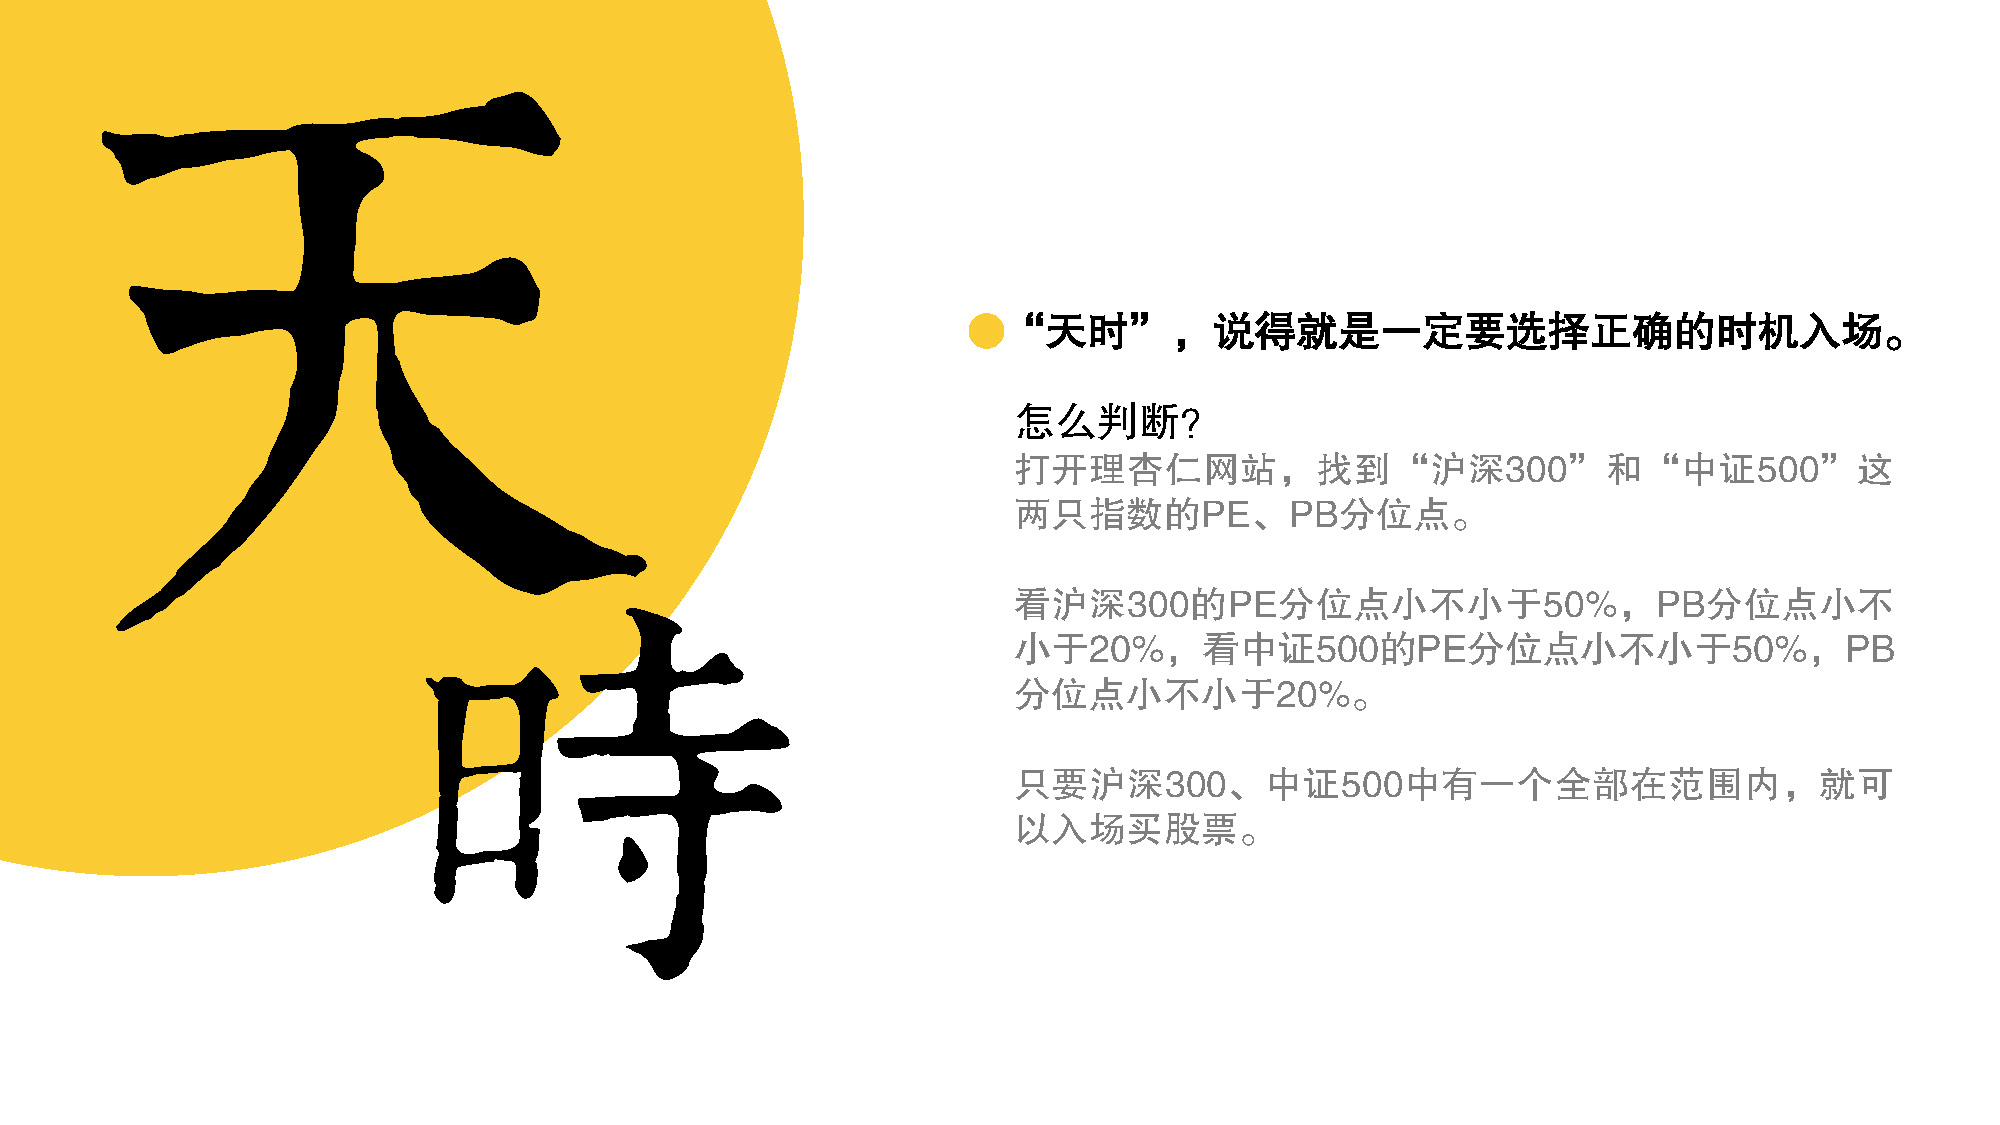 天
時
“天时”，说得就是一定要选择正确的时机入场。
怎么判断?
打开理杏仁网站，找到“沪深300”和“中证500”这
两只指数的PE、PB分位点。
看沪深300的PE分位点小不小于50%，PB分位点小不
小于20%，看中证500的PE分位点小不小于50%，PB
分位点小不小于20%。
只要沪深300、中证500中有一个全部在范围内，就可
以入场买股票。